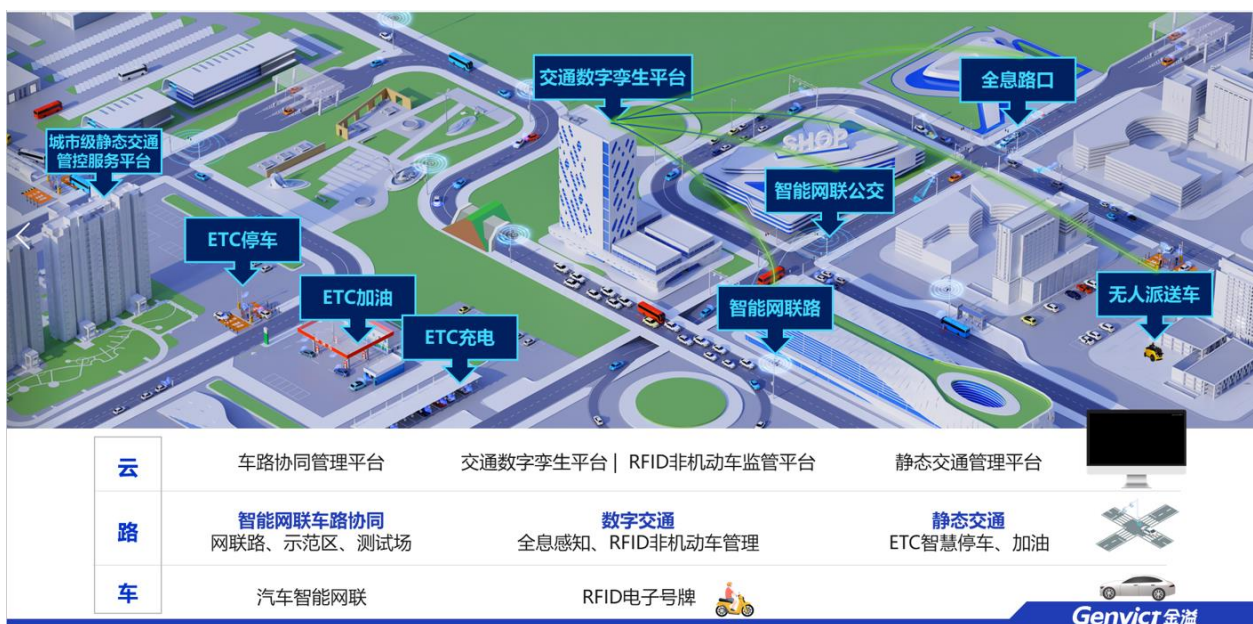 交通数字孪生平台
全息路口
城市级静态交通
管控服务平台
SHOP
智能网联公交
ETC停车
ETC加油
智能网联路
无人派送车
ETC充电
云
车路协同管理平台
交通数字孪生平台 | RFID非机动车监管平台
静态交通管理平台
路
智能网联车路协同
网联路、示范区、测试场
数字交通
全息感知、RFID非机动车管理
静态交通
ETC智慧停车、加油
车
汽车智能网联
RFID电子号牌
Genvict 金溢